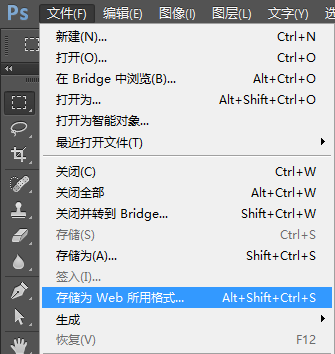 Ps 文件(F) 编辑(E) 图像(I) 图层(L) 文字(Y)
新建(N)... Ctrl+N
打开(O)... Ctrl+O
在 Bridge 中浏览(B)... Alt+Ctrl+O
打开为... Alt+Shift+Ctrl+O
打开为智能对象...
最近打开文件(T)
关闭(C) Ctrl+W
关闭全部 Alt+Ctrl+W
关闭并转到 Bridge... Shift+Ctrl+W
存储(S) Ctrl+S
存储为(A)... Shift+Ctrl+S
签入(I)...
存储为 Web 所用格式... Alt+Shift+Ctrl+S
生成
恢复(V) F12